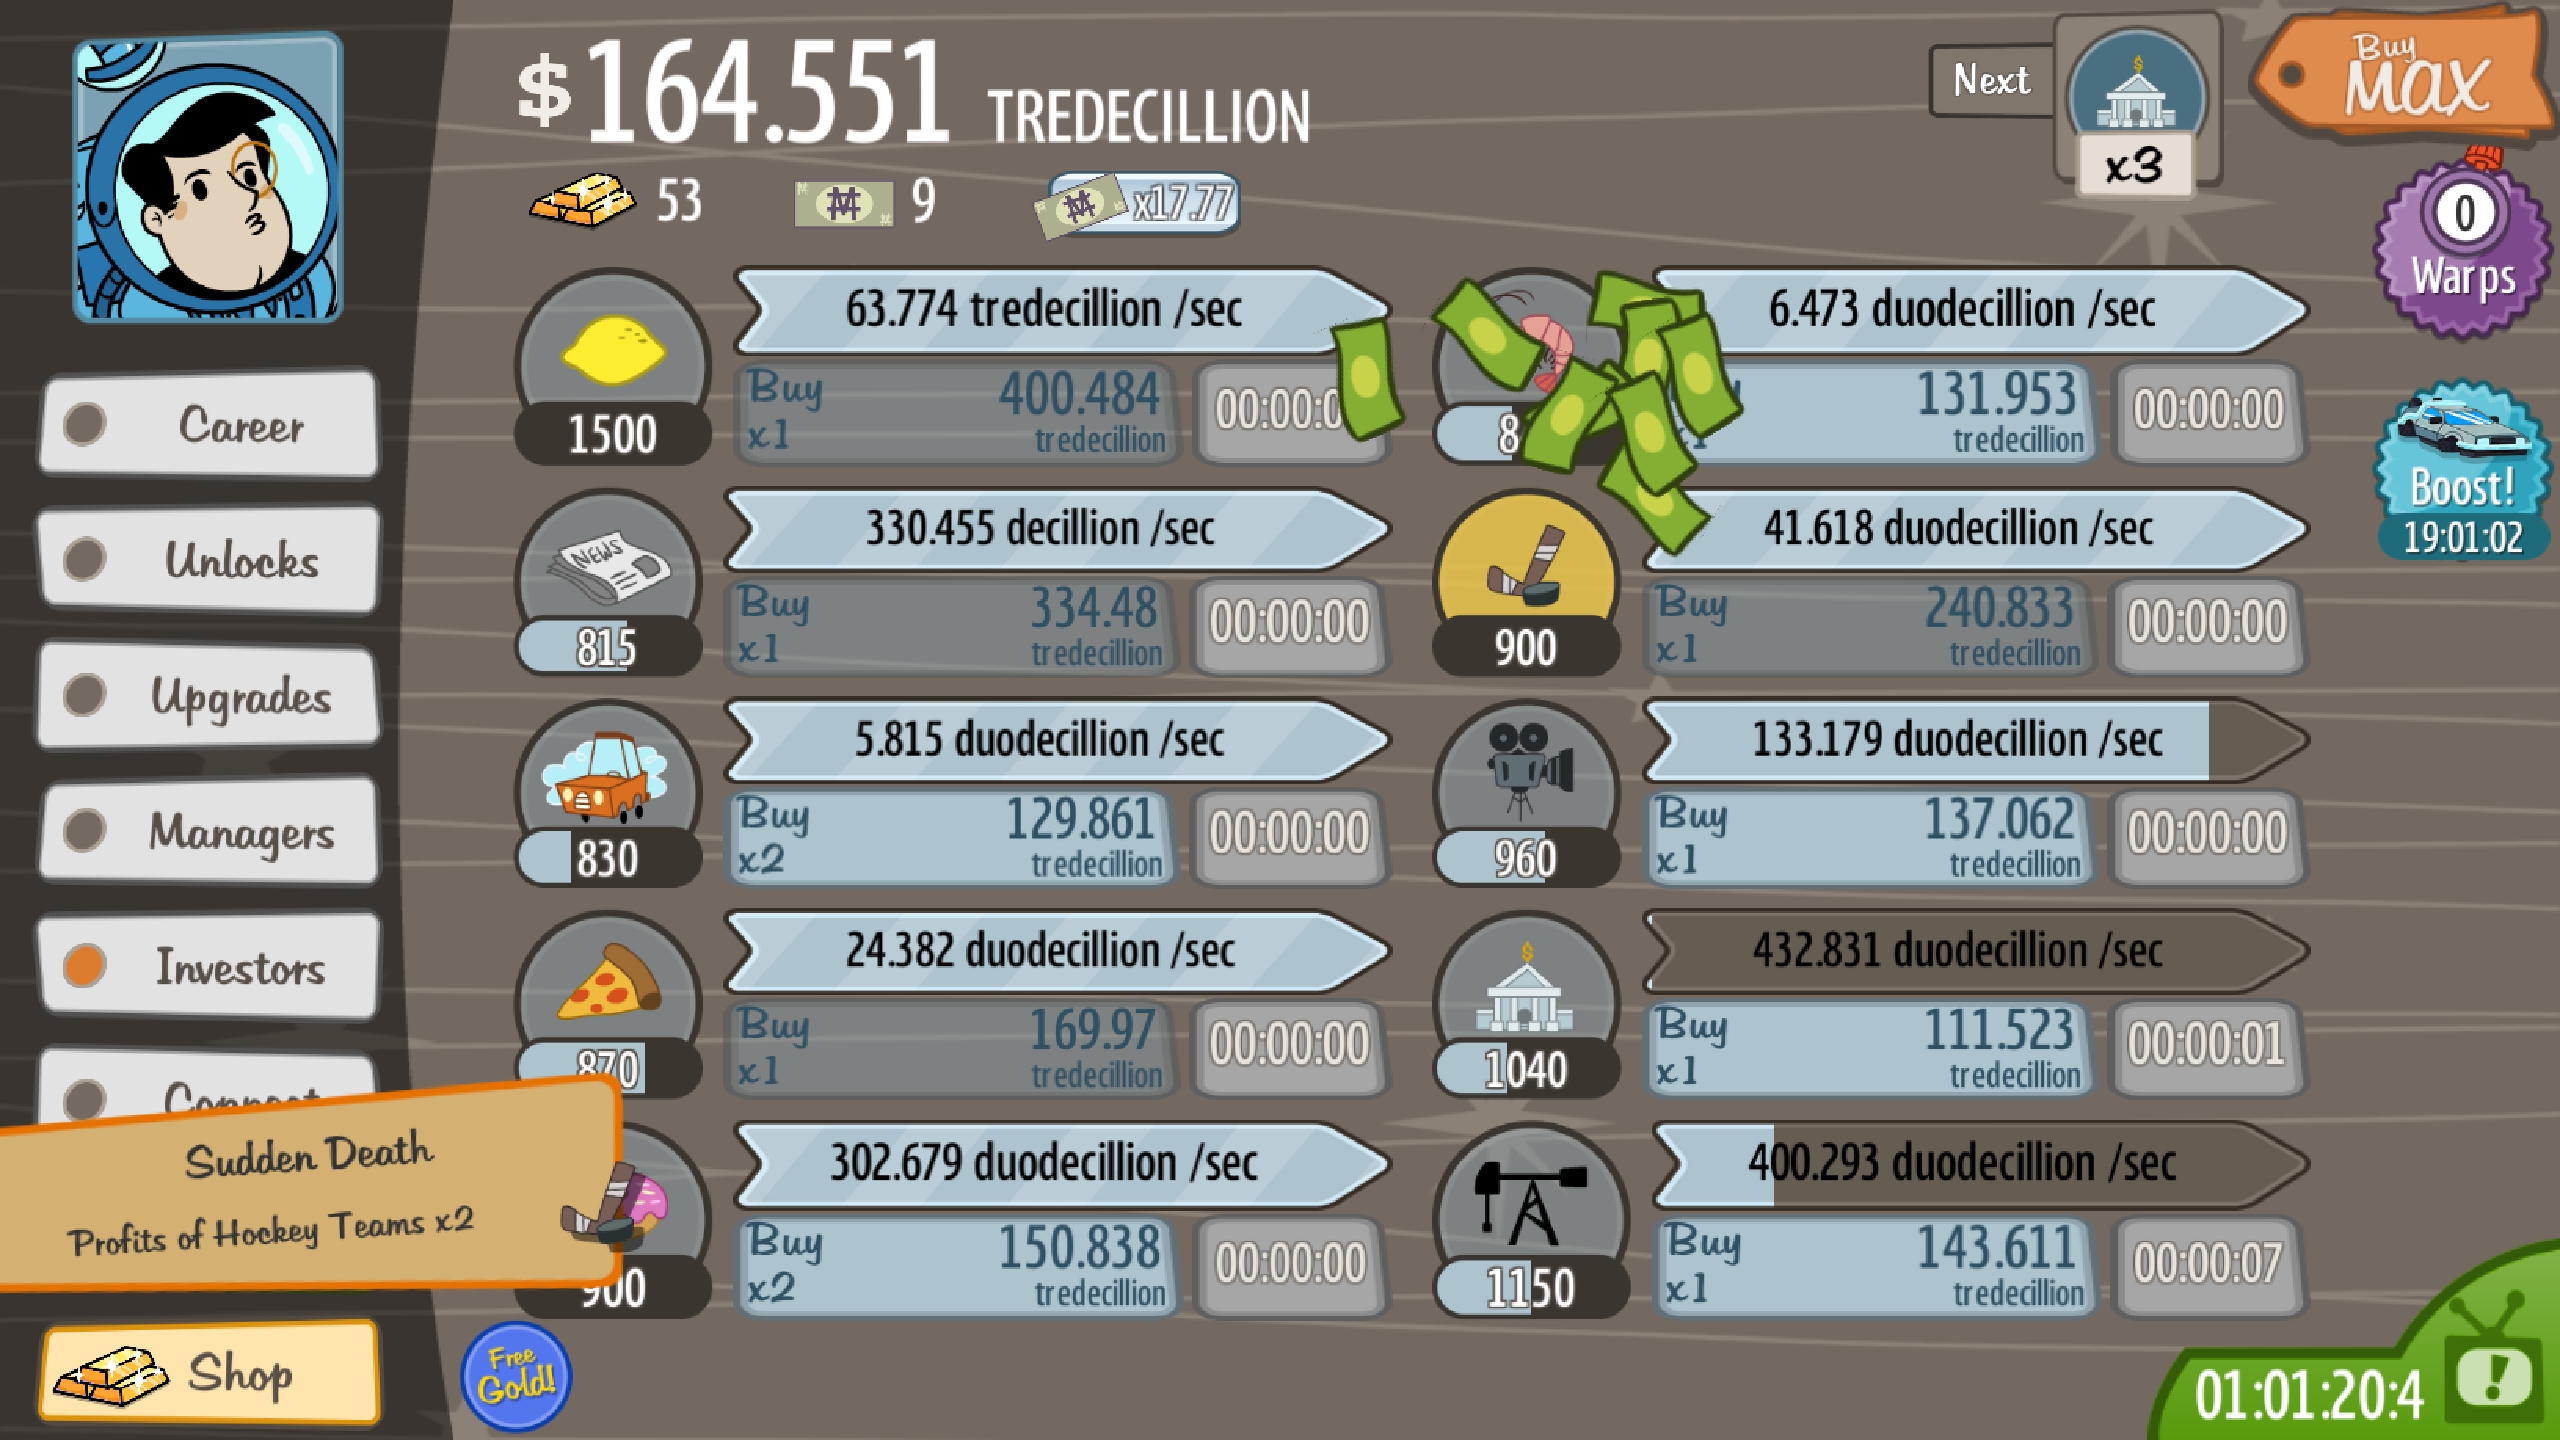 $164.551 TREDECILLION
53
9
x17.77
Next
x3
Buy
MAX
0
Warps
Boost!
19:01:02
Career
Unlocks
Upgrades
Managers
Investors
Sudden Death
Profits of Hockey Teams x2
Shop
Free
Gold!
63.774 tredecillion /sec
1500
Buy
x1
400.484
tredecillion
NEWS
330.455 decillion /sec
815
Buy
x1
334.48
tredecillion
00:00:00
5.815 duodecillion /sec
830
Buy
x2
129.861
tredecillion
00:00:00
24.382 duodecillion /sec
870
Buy
x1
169.97
tredecillion
00:00:00
302.679 duodecillion /sec
900
Buy
x2
150.838
tredecillion
00:00:00
6.473 duodecillion /sec
131.953
tredecillion
00:00:00
41.618 duodecillion /sec
900
Buy
x1
240.833
tredecillion
00:00:00
133.179 duodecillion /sec
960
Buy
x1
137.062
tredecillion
00:00:00
432.831 duodecillion /sec
1040
Buy
x1
111.523
tredecillion
00:00:01
400.293 duodecillion /sec
1150
Buy
x1
143.611
tredecillion
00:00:07
01:01:20:4